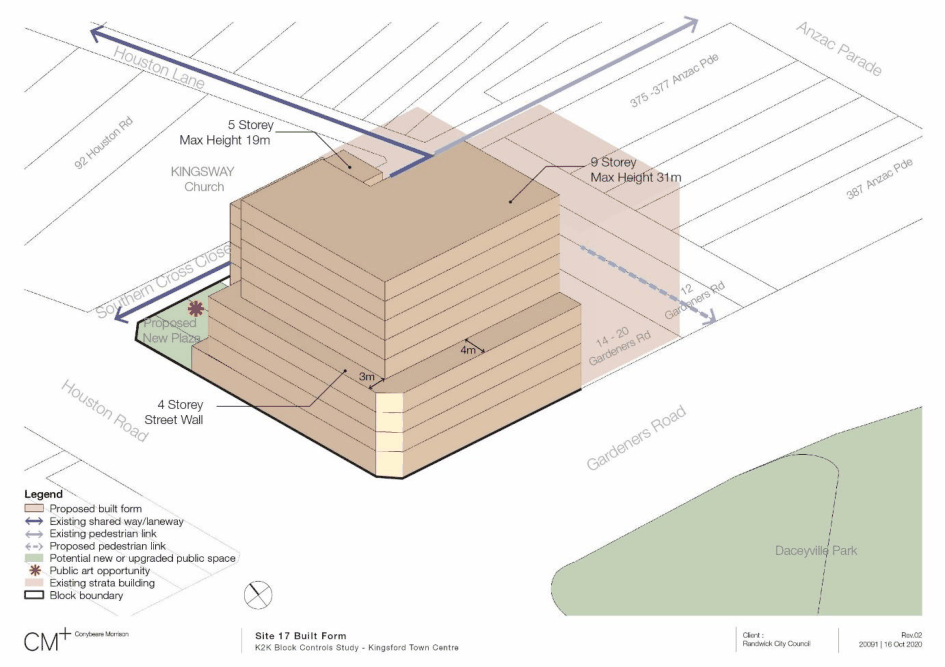 Houston Lane
Anzac Parade
375 -377 Anzac Pde
92 Houston Rd
5 Storey
Max Height 19m
KINGSWAY
Church
9 Storey
Max Height 31m
387 Anzac Pde
Southern Cross Close
Proposed
New Plaza
12
Gardeners Rd
14 - 20
Gardeners Rd
4m
3m
4 Storey
Street Wall
Houston Road
Gardeners Road
Daceyville Park
Legend
Proposed built form
Existing shared way/laneway
Existing pedestrian link
Proposed pedestrian link
Potential new or upgraded public space
Public art opportunity
Existing strata building
Block boundary
CM+ Conybeare Morrison
Site 17 Built Form
K2K Block Controls Study - Kingsford Town Centre
Client :
Randwick City Council
Rev.02
20091 | 16 Oct 2020